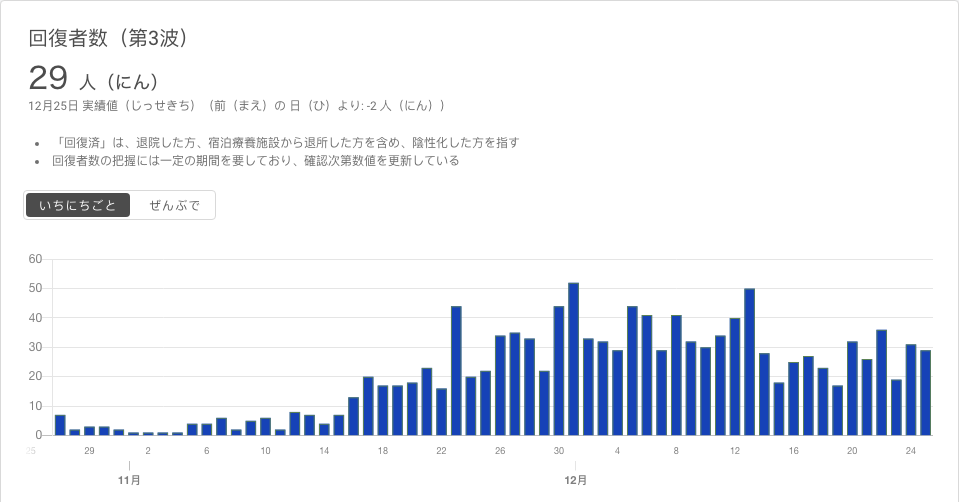 回復者数（第3波）
29 人（にん）
12月25日 実績値（じっせきち）（前（まえ）の 日（ひ）より: -2 人（にん））
「回復済」は、退院した方、宿泊療養施設から退所した方を含め、陰性化した方を指す
回復者数の把握には一定の期間を要しており、確認次第数値を更新している
いちにちごと ぜんぶで
60
50
40
30
20
10
0
25 29 2 6 10 14 18 22 26 30 4 8 12 16 20 24
11月 12月